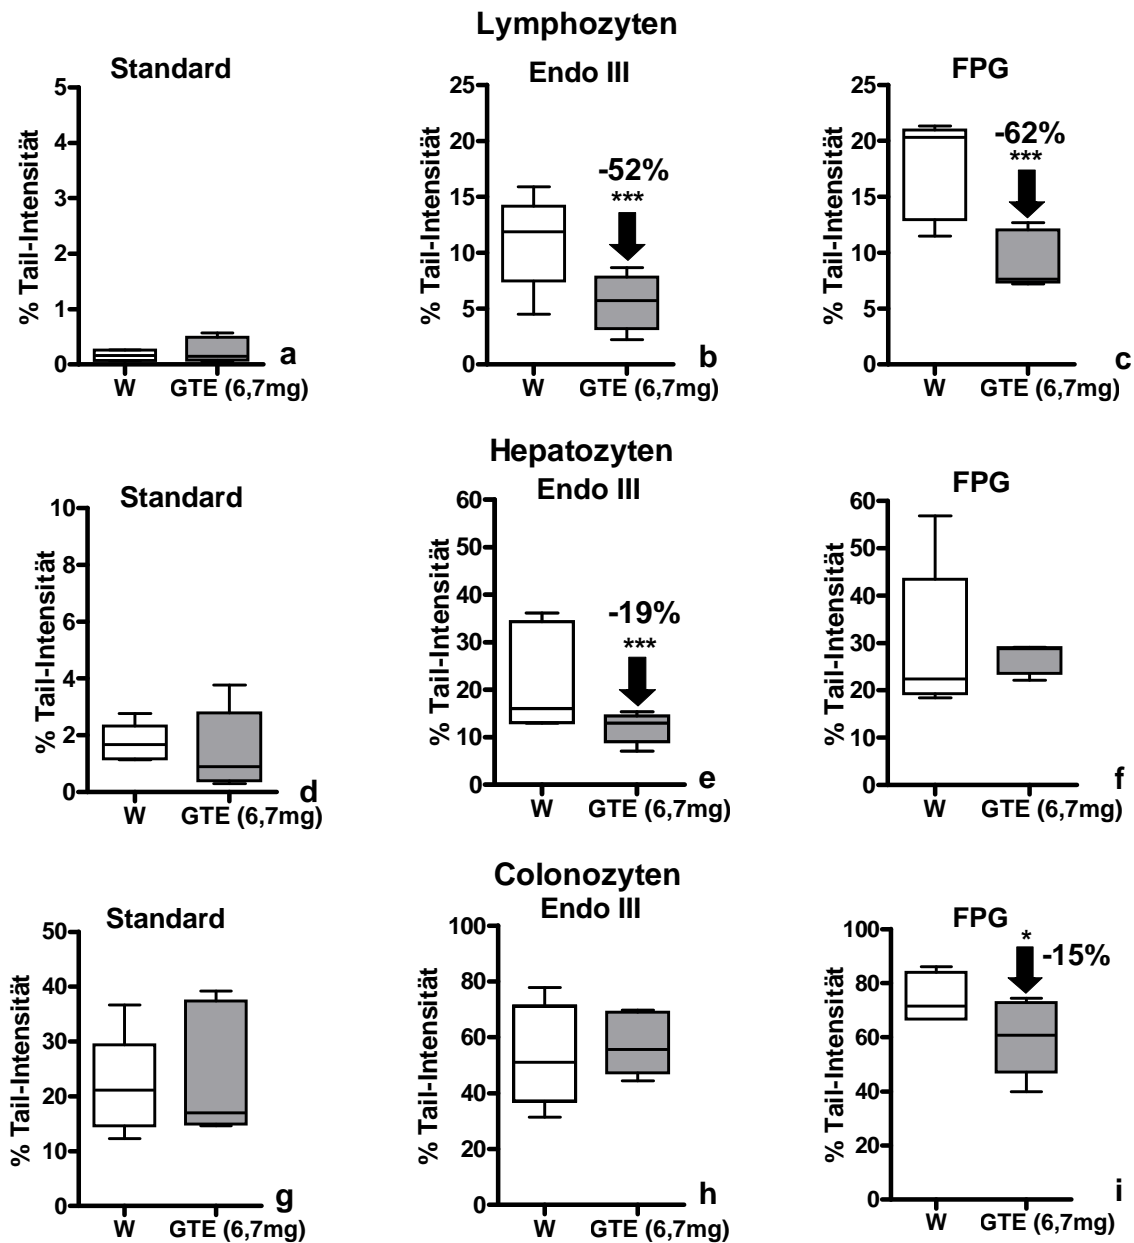 Lymphozyten
Standard
% Tail-Intensität
5
4
3
2
1
0
W
GTE (6,7mg)
a
Endo III
% Tail-Intensität
25
20
15
10
5
0
-52%
***
W
GTE (6,7mg)
b
FPG
% Tail-Intensität
25
20
15
10
5
0
-62%
***
W
GTE (6,7mg)
c
Hepatozyten
Standard
% Tail-Intensität
10
8
6
4
2
0
W
GTE (6,7mg)
d
Endo III
% Tail-Intensität
60
50
40
30
20
10
0
-19%
***
W
GTE (6,7mg)
e
FPG
% Tail-Intensität
60
50
40
30
20
10
0
W
GTE (6,7mg)
f
Colonozyten
Standard
% Tail-Intensität
50
40
30
20
10
0
W
GTE (6,7mg)
g
Endo III
% Tail-Intensität
100
80
60
40
20
0
W
GTE (6,7mg)
h
FPG
% Tail-Intensität
100
80
60
40
20
0
*
-15%
W
GTE (6,7mg)
i